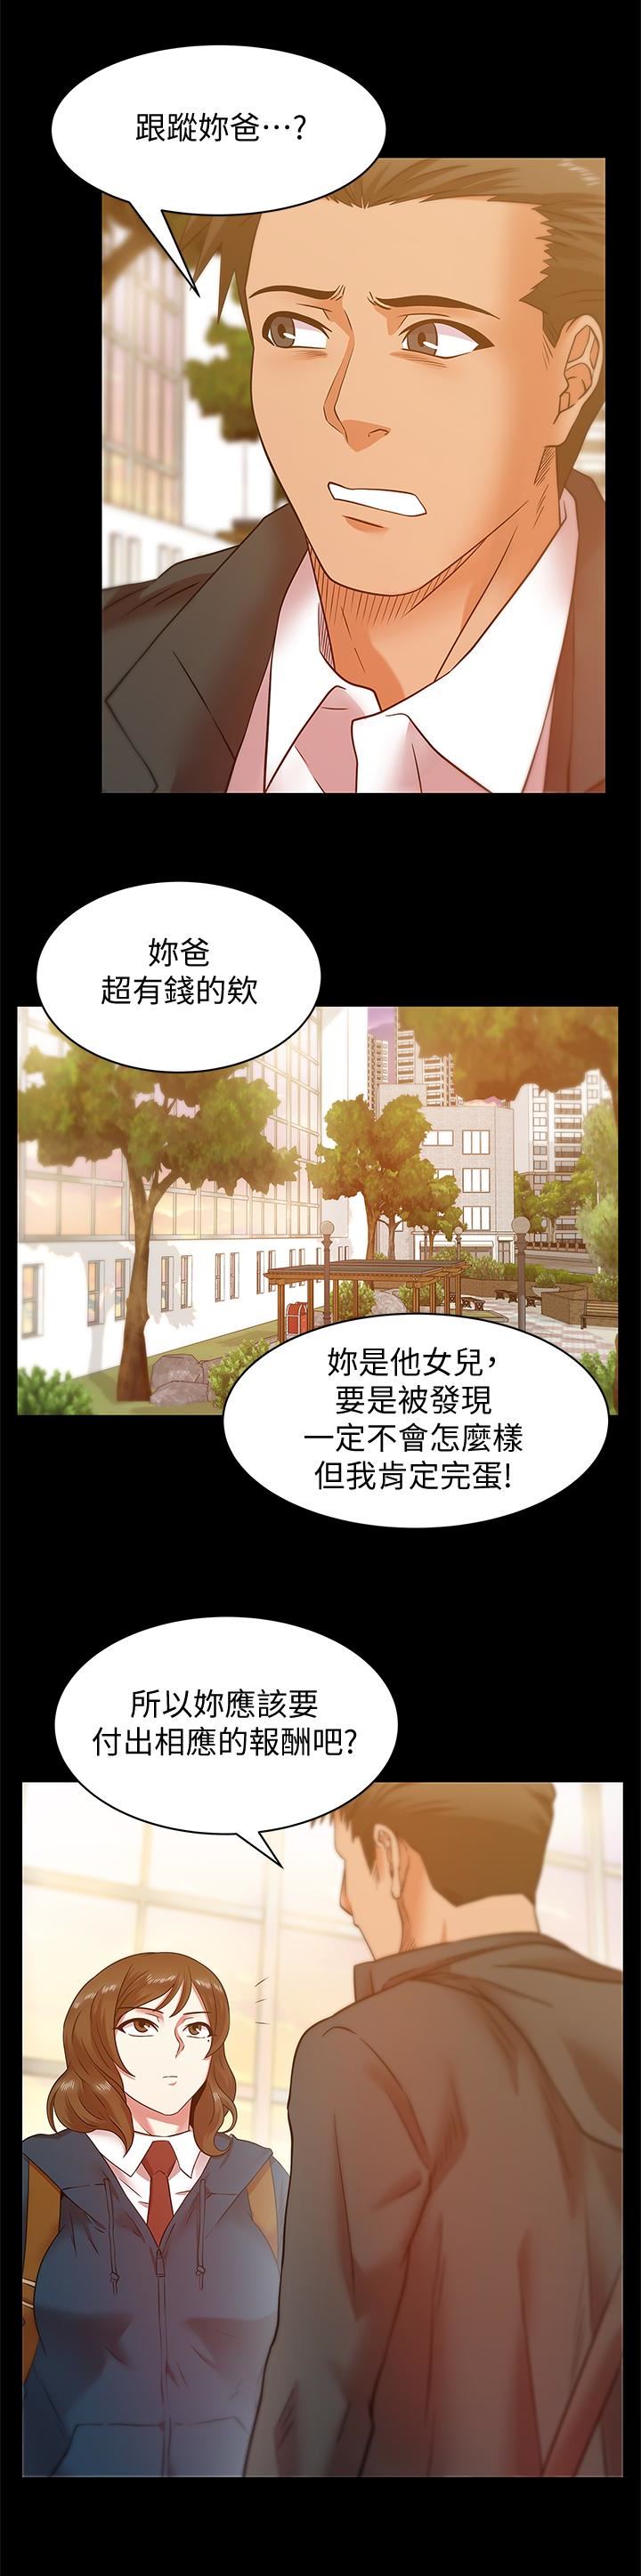 跟蹤妳爸…?
妳爸
超有錢的欸
妳是他女兒，
要是被發現
一定不會怎麼樣
但我肯定完蛋!
所以妳應該要
付出相應的報酬吧?